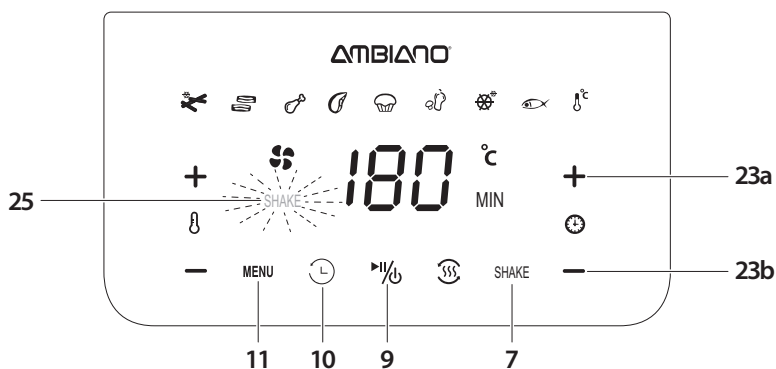 AMBIANO
°C
180 °C
23a
25
SHAKE
MIN
23b
MENU
SHAKE
11
10
9
7